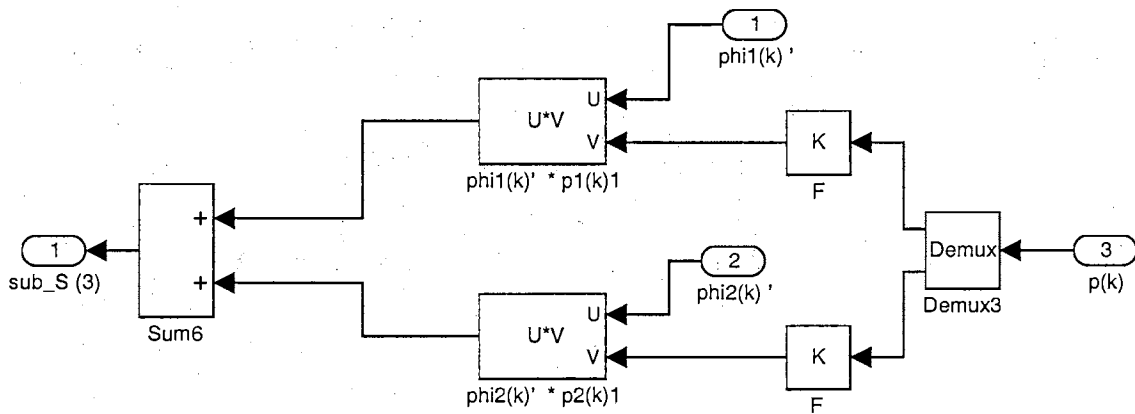 1
phi1(k) '
U
U*V
V
phi1(k)' * p1(k)1
K
F
+
+
Sum6
1
sub_S (3)
2
phi2(k) '
U
U*V
V
phi2(k)' * p2(k)1
K
F
Demux
Demux3
3
p(k)